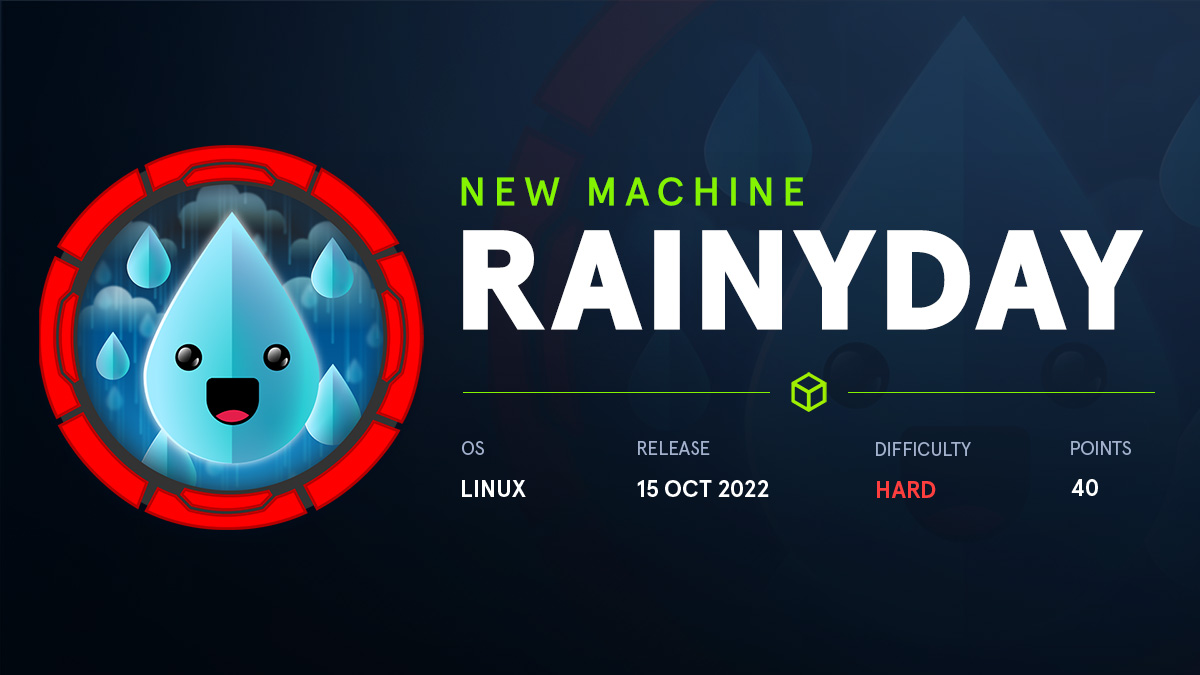 NEW MACHINE
RAINYDAY
OS
LINUX
RELEASE
15 OCT 2022
DIFFICULTY
HARD
POINTS
40